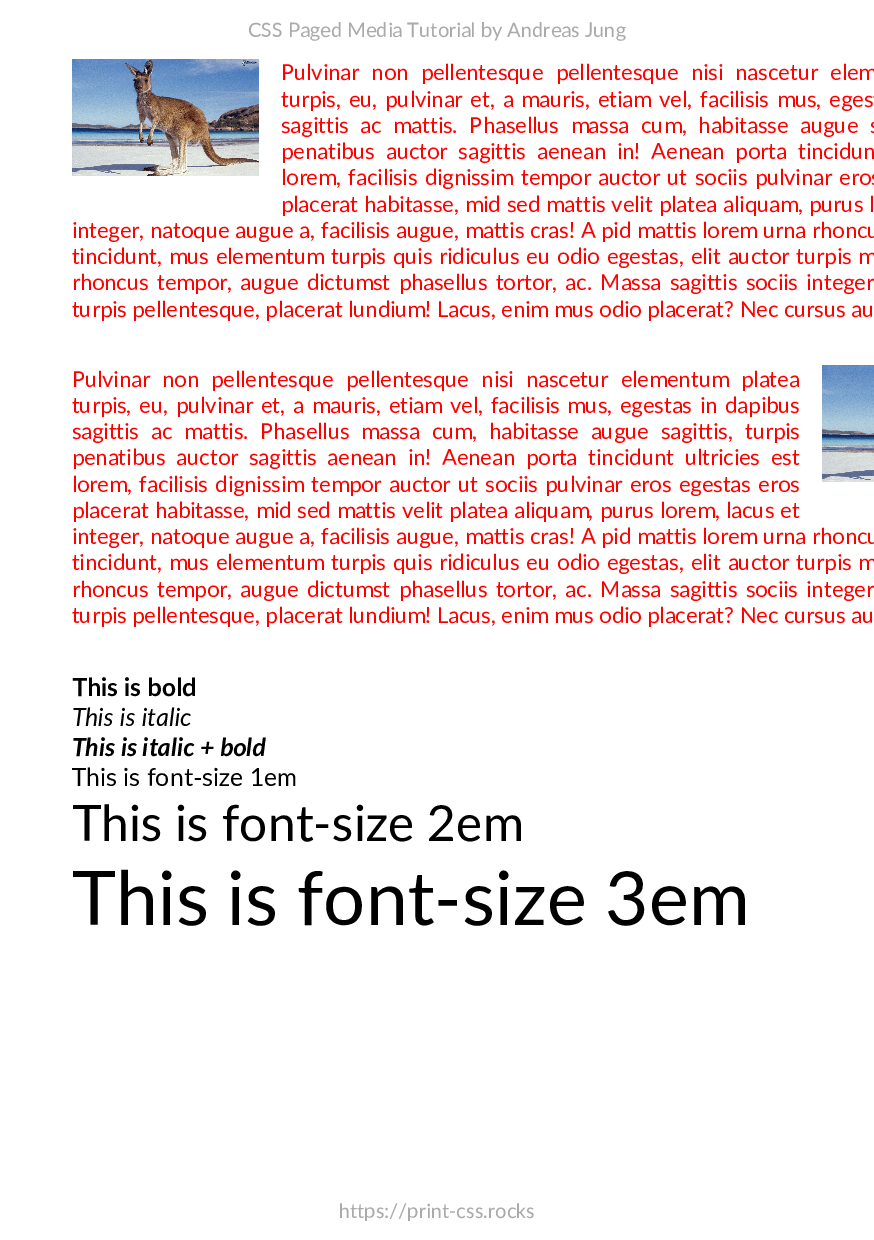 CSS Paged Media Tutorial by Andreas Jung
Pulvinar non pellentesque pellentesque nisi nascetur
turpis, eu, pulvinar et, a mauris, etiam vel, facilisis mus,
sagittis ac mattis. Phasellus massa cum, habitasse augue
penatibus auctor sagittis aenean in! Aenean porta
lorem, facilisis dignissim tempor auctor ut sociis pulvinar
placerat habitasse, mid sed mattis velit platea aliquam, purus
integer, natoque augue a, facilisis augue, mattis cras! A pid mattis lorem urna
tincidunt, mus elementum turpis quis ridiculus eu odio egestas, elit auctor turpis
rhoncus tempor, augue dictumst phasellus tortor, ac. Massa sagittis sociis integer
turpis pellentesque, placerat lundium! Lacus, enim mus odio placerat? Nec cursus
Pulvinar non pellentesque pellentesque nisi nascetur elementum platea
turpis, eu, pulvinar et, a mauris, etiam vel, facilisis mus, egestas in dapibus
sagittis ac mattis. Phasellus massa cum, habitasse augue sagittis, turpis
penatibus auctor sagittis aenean in! Aenean porta tincidunt ultricies est
lorem, facilisis dignissim tempor auctor ut sociis pulvinar eros egestas eros
placerat habitasse, mid sed mattis velit platea aliquam, purus lorem, lacus et
integer, natoque augue a, facilisis augue, mattis cras! A pid mattis lorem urna
tincidunt, mus elementum turpis quis ridiculus eu odio egestas, elit auctor turpis
rhoncus tempor, augue dictumst phasellus tortor, ac. Massa sagittis sociis integer
turpis pellentesque, placerat lundium! Lacus, enim mus odio placerat? Nec cursus
This is bold
This is italic
This is italic + bold
This is font-size 1em
This is font-size 2em
This is font-size 3em
https://print-css.rocks